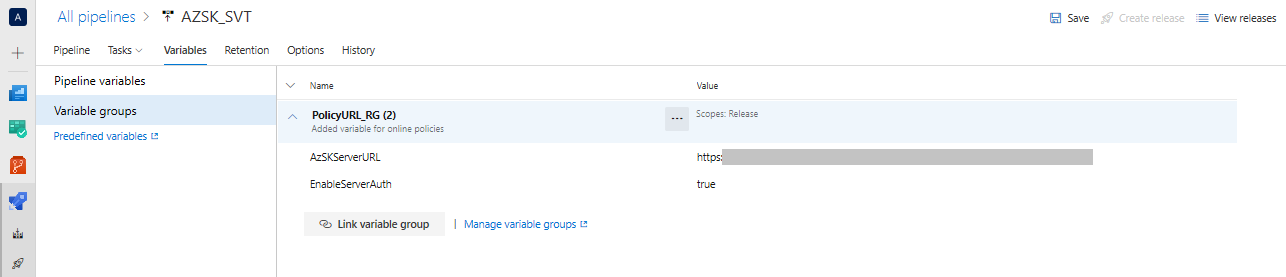 A
All pipelines > AZSK_SVT
Save
Create release
View releases
Pipeline
Tasks
Variables
Retention
Options
History
Pipeline variables
Variable groups
Predefined variables
Name Value
PolicyURL_RG (2) ... Scopes: Release
Added variable for online policies
AzSKServerURL https:
EnableServerAuth true
Link variable group | Manage variable groups